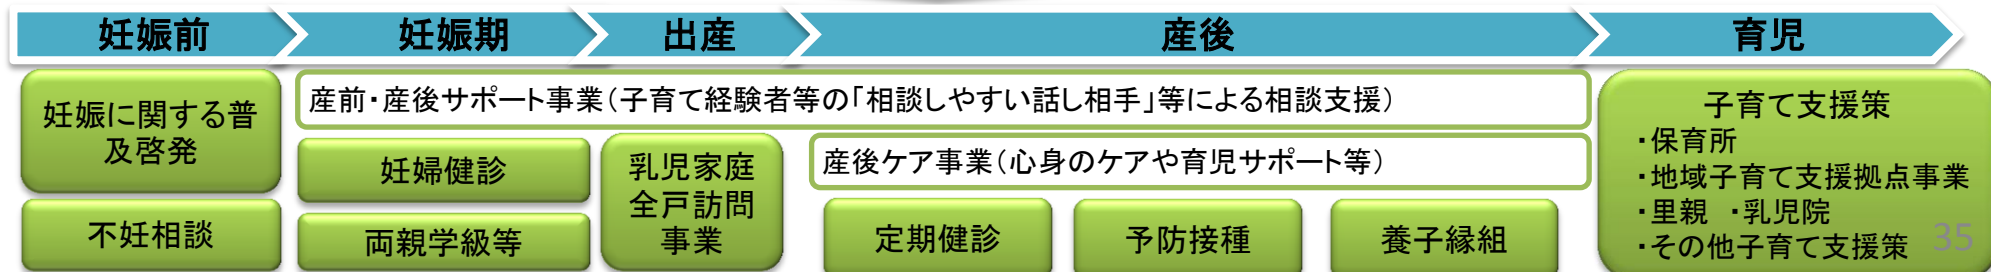 妊娠前
妊娠期
出産
産後
育児
妊娠に関する普
及啓発
不妊相談
産前・産後サポート事業(子育て経験者等の「相談しやすい話し相手」等による相談支援)
妊婦健診
両親学級等
乳児家庭
全戸訪問
事業
産後ケア事業(心身のケアや育児サポート等)
定期健診
予防接種
養子縁組
子育て支援策
・保育所
・地域子育て支援拠点事業
・里親 ・乳児院
・その他子育て支援策
35